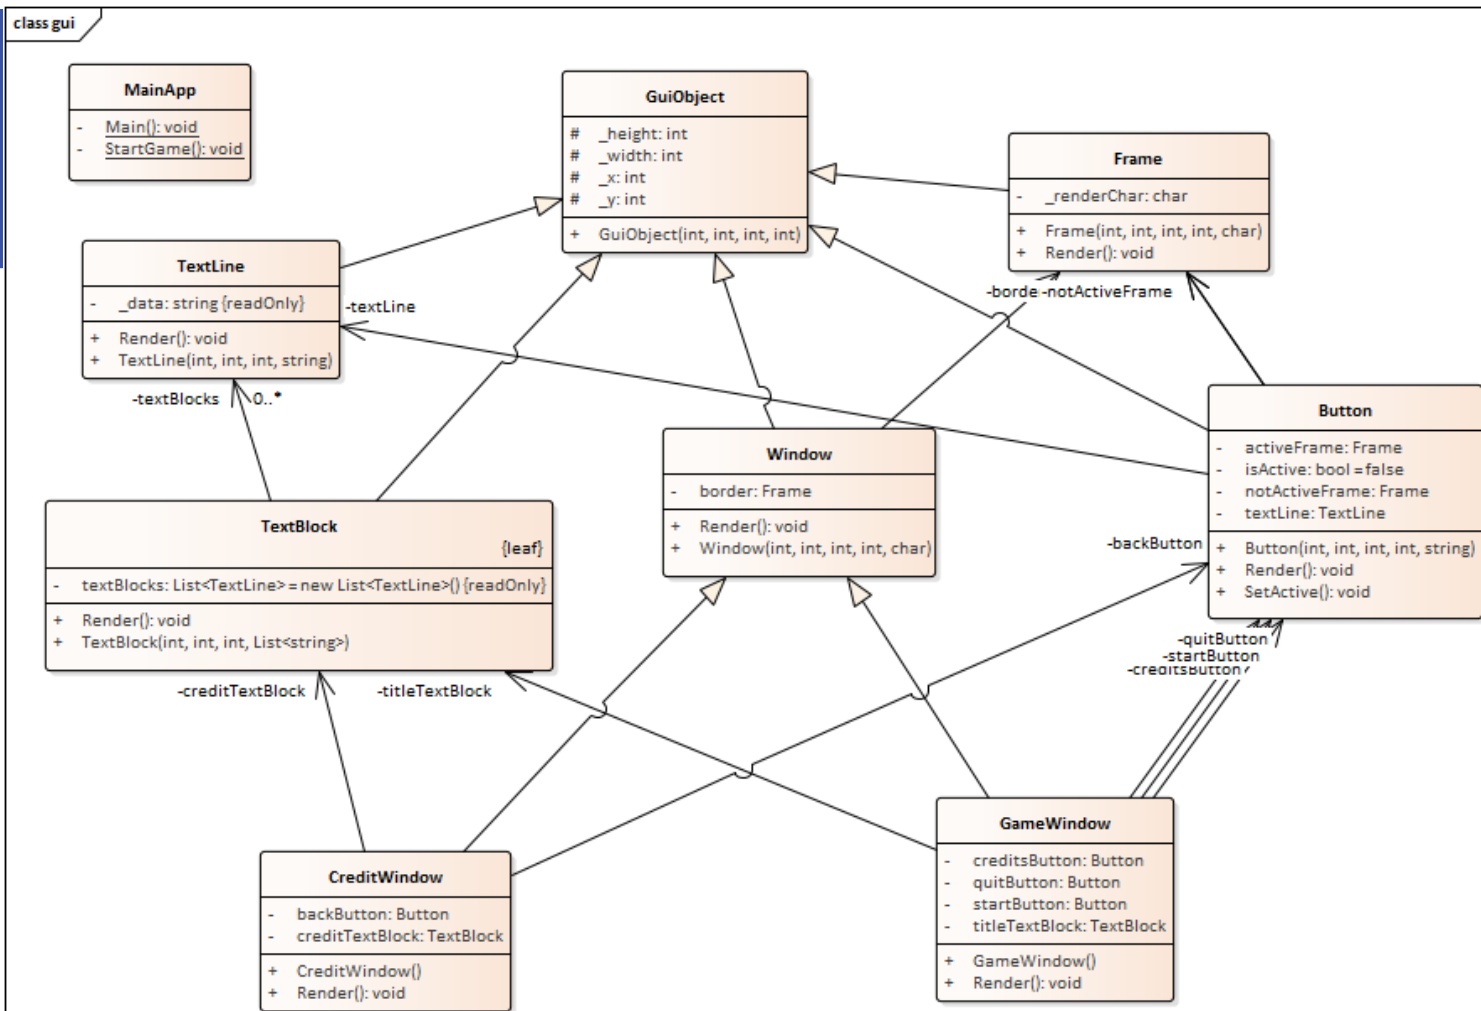 class gui
MainApp
- Main(): void
- StartGame(): void
GuiObject
# _height: int
# _width: int
# _x: int
# _y: int
+ GuiObject(int, int, int, int)
Frame
- _renderChar: char
+ Frame(int, int, int, int, char)
+ Render(): void
TextLine
- _data: string {readOnly}
+ Render(): void
+ TextLine(int, int, int, string)
-textLine
-borde
-notActiveFrame
-textBlocks
0..*
Button
- activeFrame: Frame
- isActive: bool = false
- notActiveFrame: Frame
- textLine: TextLine
+ Button(int, int, int, int, string)
+ Render(): void
+ SetActive(): void
Window
- border: Frame
+ Render(): void
+ Window(int, int, int, int, char)
TextBlock
{leaf}
- textBlocks: List<TextLine> = new List<TextLine>() {readOnly}
+ Render(): void
+ TextBlock(int, int, int, List<string>)
-backButton
-quitButton
-startButton
-creditsButton
-creditTextBlock
-titleTextBlock
CreditWindow
- backButton: Button
- creditTextBlock: TextBlock
+ CreditWindow()
+ Render(): void
GameWindow
- creditsButton: Button
- quitButton: Button
- startButton: Button
- titleTextBlock: TextBlock
+ GameWindow()
+ Render(): void